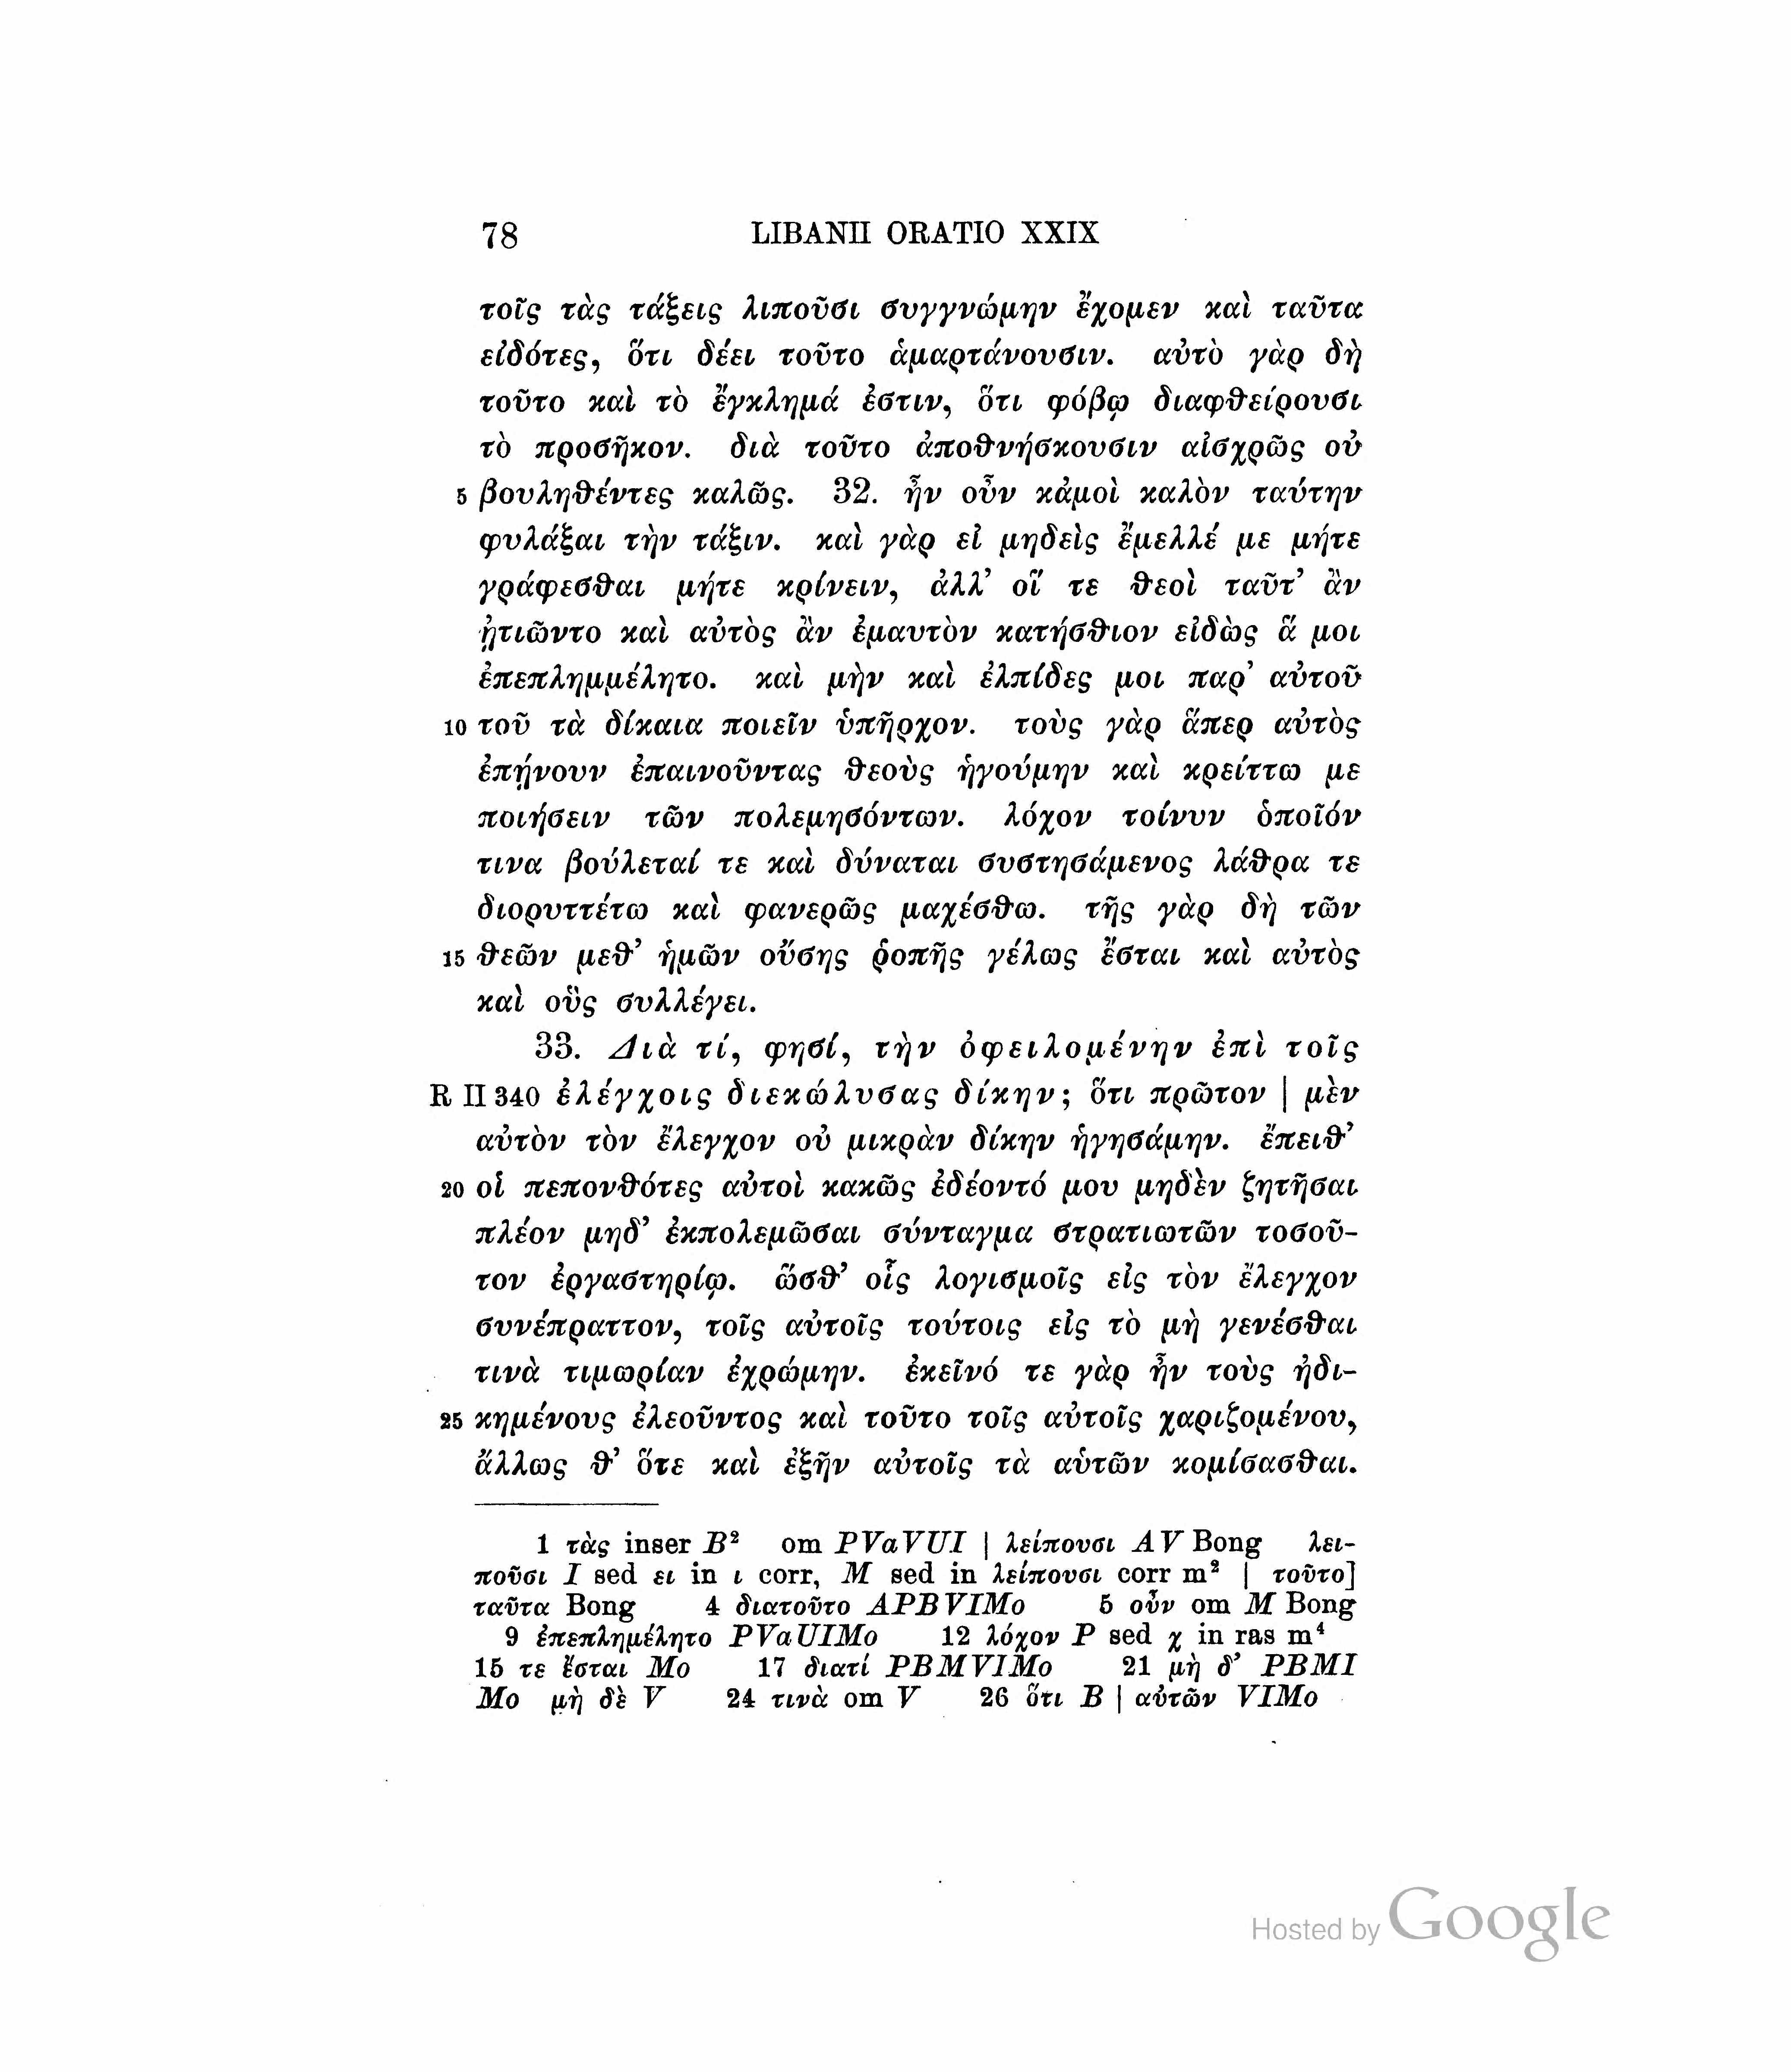 78 LIBANII ORATIO XXIX
τοῖς τὰς τάξεις λιποῦσι συγγνώμην ἔχομεν καὶ ταῦτα
εἰδότες, ὅτι δέει τοῦτο ἁμαρτάνουσιν. αὐτὸ γὰρ δὴ
τοῦτο καὶ τὸ ἔγκλημά ἐστιν, ὅτι φόβῳ διαφθείρουσι
τὸ προσῆκον. διὰ τοῦτο ἀποθνήσκουσιν αἰσχρῶς οὐ
5 βουληθέντες καλῶς. 32. ἦν οὖν κἀμοὶ καλὸν ταύτην
φυλάξαι τὴν τάξιν. καὶ γὰρ εἰ μηδεὶς ἔμελλέ με μήτε
γράφεσθαι μήτε κρίνειν, ἀλλ’ οἵ τε θεοὶ ταῦτ’ ἂν
ᾐτιῶντο καὶ αὐτὸς ἂν ἐμαυτὸν κατήσθιον εἰδὼς ἅ μοι
ἐπεπλημμέλητο. καὶ μὴν καὶ ἐλπίδες μοι παρ’ αὐτοῦ
10 τοῦ τὰ δίκαια ποιεῖν ὑπῆρχον. τοὺς γὰρ ἅπερ αὐτὸς
ἐπῄνουν ἐπαινοῦντας θεοὺς ἡγούμην καὶ κρείττω με
ποιήσειν τῶν πολεμησόντων. λόχον τοίνυν ὁποῖόν
τινα βούλεταί τε καὶ δύναται συστησάμενος λάθρα τε
διορυττέτω καὶ φανερῶς μαχέσθω. τῆς γὰρ δὴ τῶν
15 θεῶν μεθ’ ἡμῶν οὔσης ῥοπῆς γέλως ἔσται καὶ αὐτὸς
καὶ οὓς συλλέγει.
33. Διὰ τί, φησί, τὴν ὀφειλομένην ἐπὶ τοῖς
R II 340 ἐλέγχοις διεκώλυσας δίκην; ὅτι πρῶτον | μὲν
αὐτὸν τὸν ἔλεγχον οὐ μικρὰν δίκην ἡγησάμην. ἔπειθ’
20 οἱ πεπονθότες αὐτοὶ κακῶς ἐδέοντό μου μηδὲν ζητῆσαι
πλέον μηδ’ ἐκπολεμῶσαι σύνταγμα στρατιωτῶν τοσοῦ-
τον ἐργαστηρίῳ. ὥσθ’ οἷς λογισμοῖς εἰς τὸν ἔλεγχον
συνέπραττον, τοῖς αὐτοῖς τούτοις εἰς τὸ μὴ γενέσθαι
τινὰ τιμωρίαν ἐχρώμην. ἐκεῖνό τε γὰρ ἦν τοὺς ἠδι-
25 κημένους ἐλεοῦντος καὶ τοῦτο τοῖς αὐτοῖς χαριζομένου,
ἄλλως θ’ ὅτε καὶ ἐξῆν αὐτοῖς τὰ αὑτῶν κομίσασθαι.
1 τὰς inser B² om PVaVUI | λείπουσι AV Bong λει-
ποῦσι I sed ει in ι corr, M sed in λείπουσι corr m² | τοῦτο]
ταῦτα Bong 4 διατοῦτο APBVIMo 5 οὖν om M Bong
9 ἐπεπλημέλητο PVaUIMo 12 λόχον P sed χ in ras m⁴
15 τε ἔσται Mo 17 διατί PBMVIMo 21 μὴ δ’ PBMI
Mo μὴ δὲ V 24 τινὰ om V 26 ὅτι B | αὐτῶν VIMo
Hosted by Google